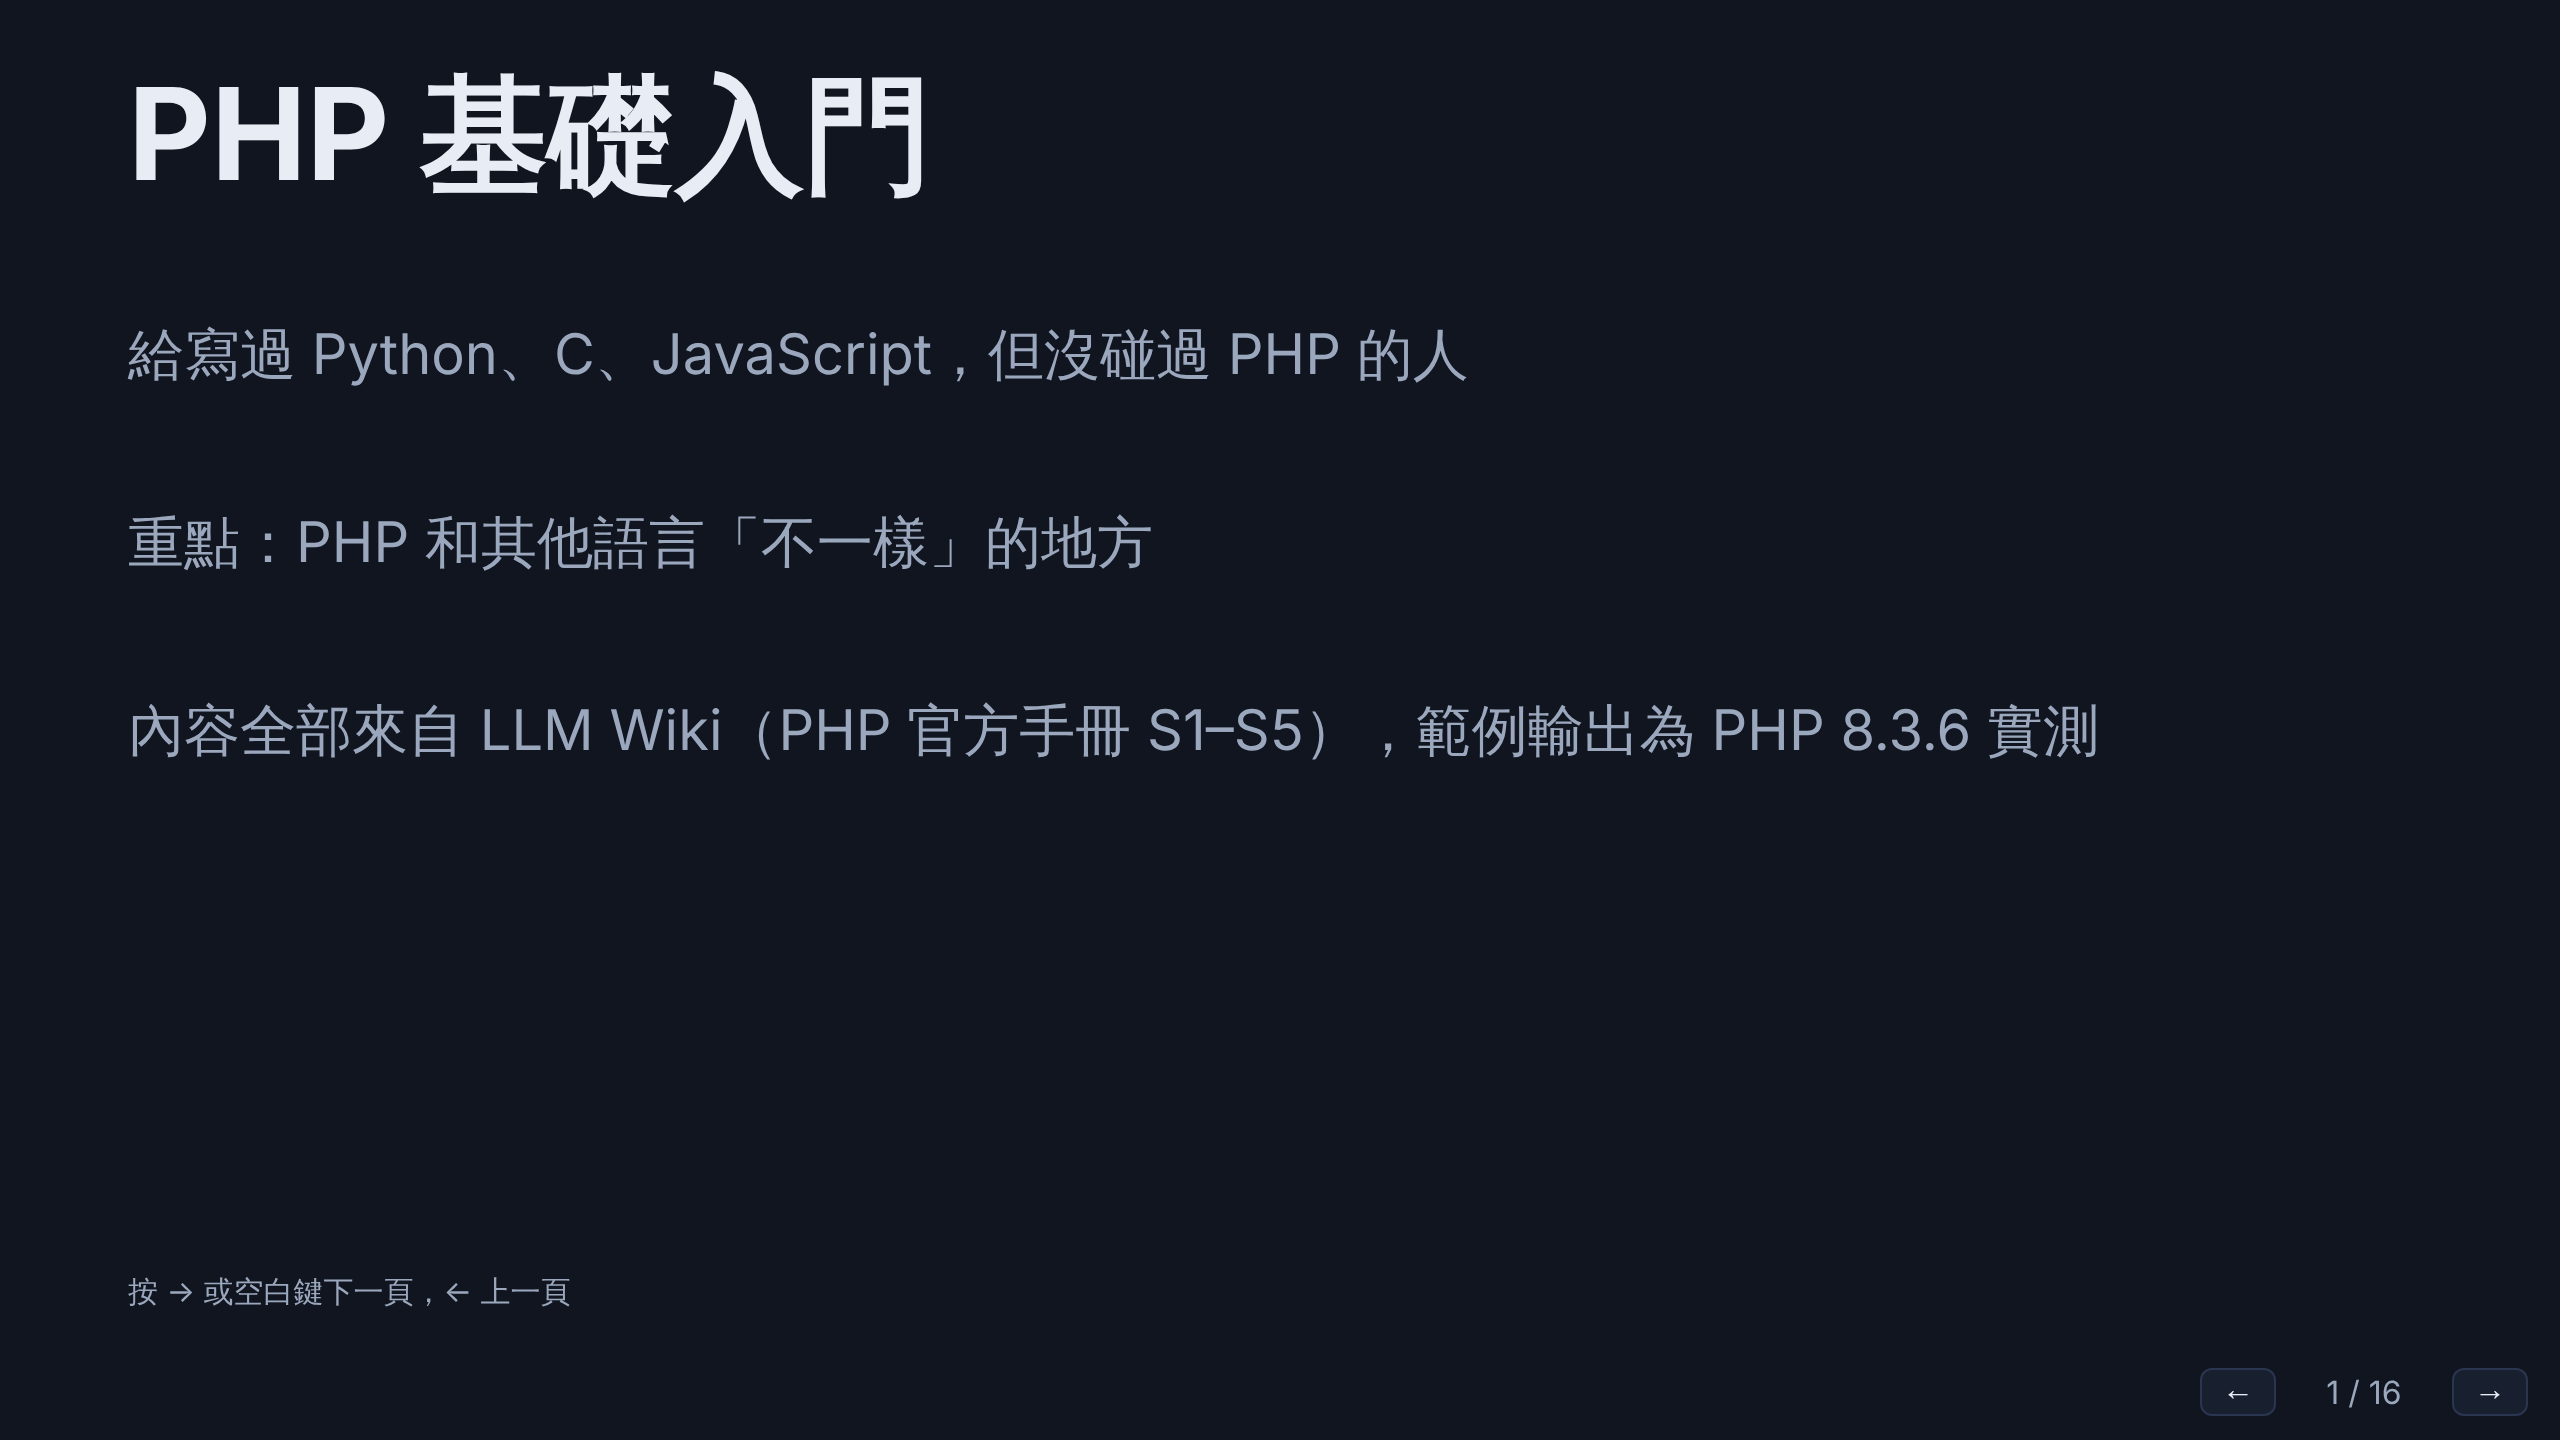 PHP 基礎入門
給寫過 Python、C、JavaScript，但沒碰過 PHP 的人
重點：PHP 和其他語言「不一樣」的地方
內容全部來自 LLM Wiki（PHP 官方手冊 S1–S5），範例輸出為 PHP 8.3.6 實測
按 → 或空白鍵下一頁，← 上一頁
← 1 / 16 →